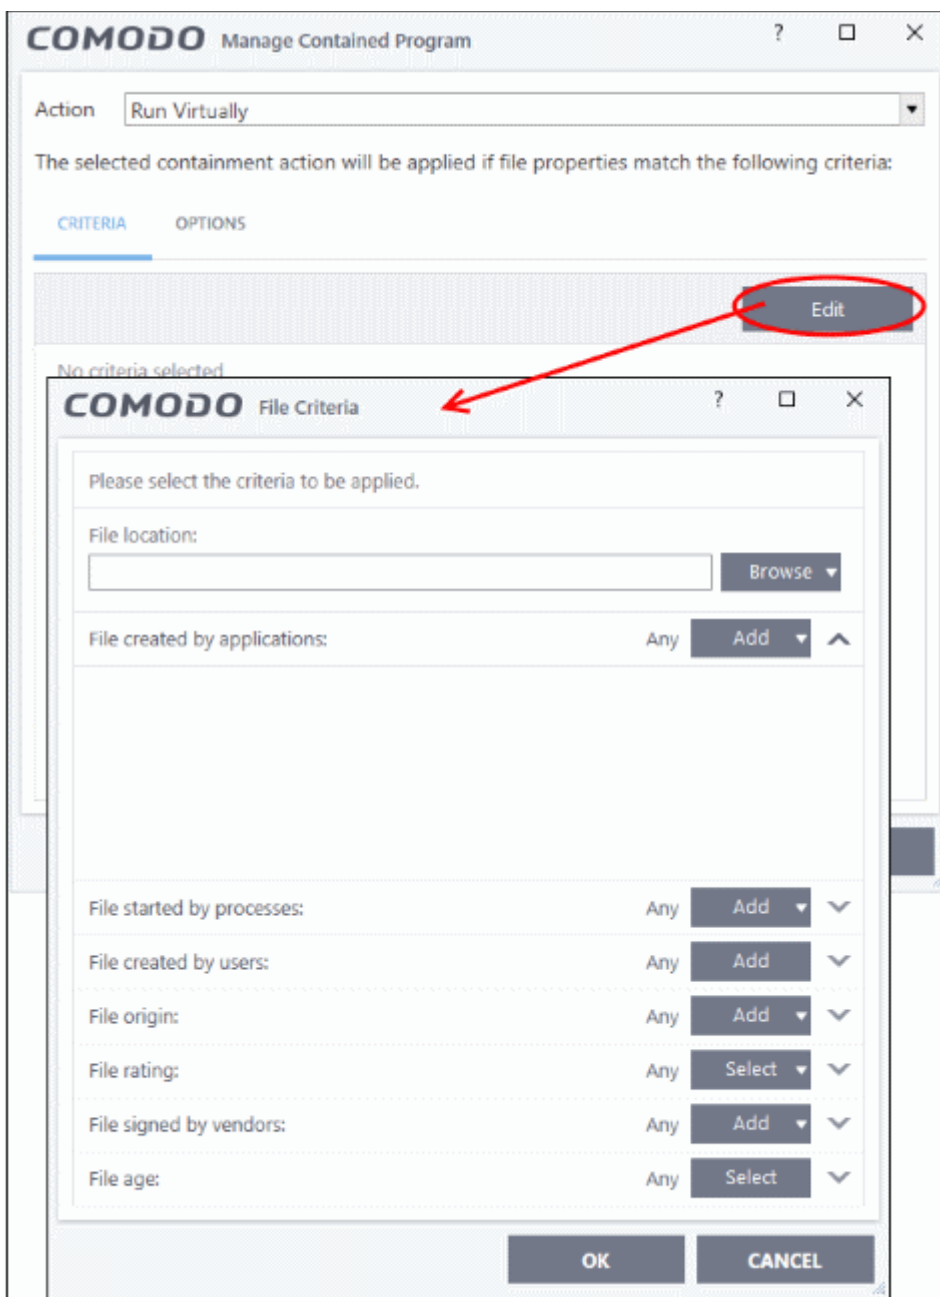 COMODO Manage Contained Program ?
Action Run Virtually
The selected containment action will be applied if file properties match the following criteria:
CRITERIA OPTIONS
Edit
No criteria selected
COMODO File Criteria ?
Please select the criteria to be applied.
File location:
Browse
File created by applications: Any Add
File started by processes: Any Add
File created by users: Any Add
File origin: Any Add
File rating: Any Select
File signed by vendors: Any Add
File age: Any Select
OK CANCEL